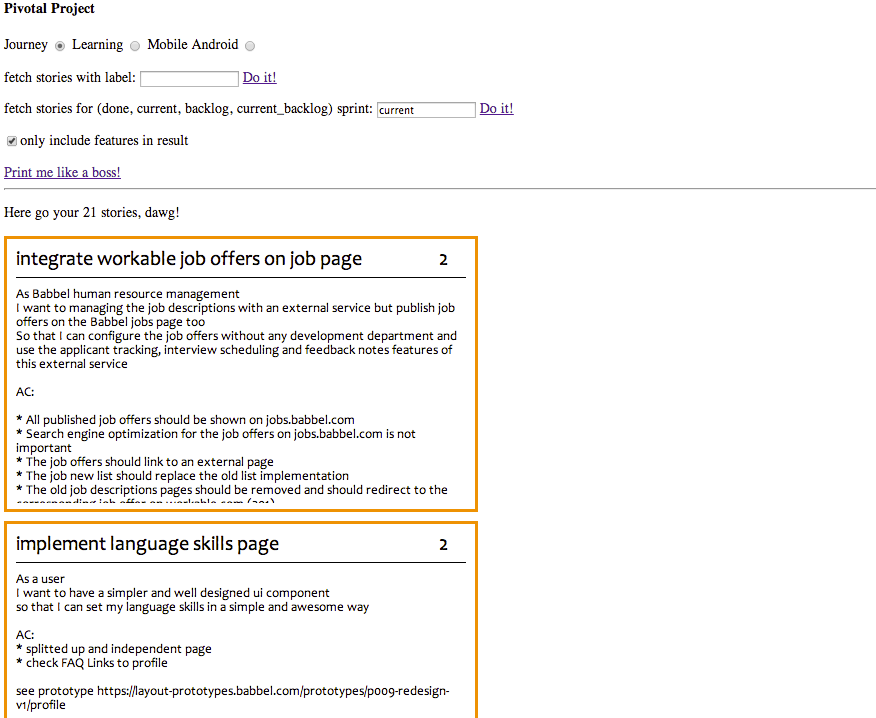 Pivotal Project
Journey Learning Mobile Android
fetch stories with label: Do it!
fetch stories for (done, current, backlog, current_backlog) sprint: current Do it!
only include features in result
Print me like a boss!
Here go your 21 stories, dawg!
integrate workable job offers on job page 2
As Babbel human resource management
I want to managing the job descriptions with an external service but publish job
offers on the Babbel jobs page too
So that I can configure the job offers without any development department and
use the applicant tracking, interview scheduling and feedback notes features of
this external service
AC:
* All published job offers should be shown on jobs.babbel.com
* Search engine optimization for the job offers on jobs.babbel.com is not
important
* The job offers should link to an external page
* The job new list should replace the old list implementation
* The old job descriptions pages should be removed and should redirect to the
corresponding job offer on workable.com (301)
implement language skills page 2
As a user
I want to have a simpler and well designed ui component
so that I can set my language skills in a simple and awesome way
AC:
* splitted up and independent page
* check FAQ Links to profile
see prototype https://layout-prototypes.babbel.com/prototypes/p009-redesign-
v1/profile